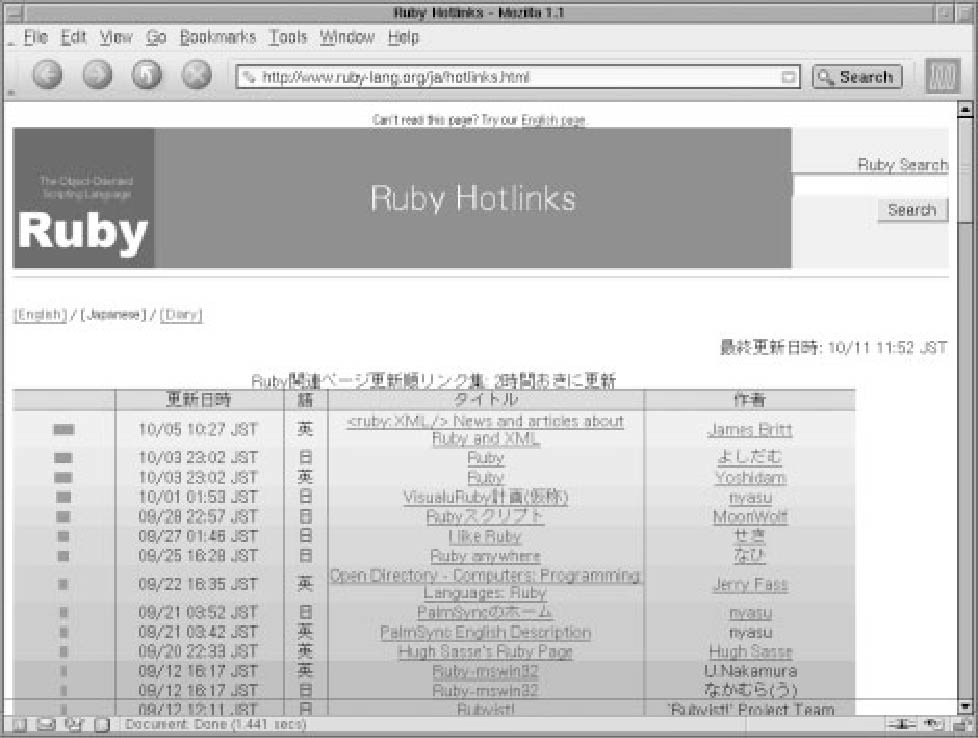 Ruby Hotlinks - Mozilla 1.1
File Edit View Go Bookmarks Tools Window Help
http://www.ruby-lang.org/ja/hotlinks.html Search
Can't read this page? Try our English page
The Object-Oriented
Scripting Language
Ruby
Ruby Hotlinks
Ruby Search
Search
[English] / [Japanese] / [Diary]
最終更新日時: 10/11 11:52 JST
Ruby関連ページ更新順リンク集: 2時間おきに更新
更新日時 語 タイトル 作者
10/05 10:27 JST 英 <ruby:XML/> News and articles about Ruby and XML James Britt
10/03 23:02 JST 日 Ruby よしだむ
10/03 23:02 JST 英 Ruby Yoshidam
10/01 01:53 JST 日 VisualuRuby計画(仮称) nyasu
09/28 22:57 JST 日 Rubyスクリプト MoonWolf
09/27 01:46 JST 日 I like Ruby せき
09/25 16:28 JST 日 Ruby anywhere なひ
09/22 16:35 JST 英 Open Directory - Computers: Programming: Languages: Ruby Jerry Fass
09/21 03:52 JST 日 PalmSyncのホーム nyasu
09/21 03:42 JST 英 PalmSync English Description nyasu
09/20 22:33 JST 英 Hugh Sasse's Ruby Page Hugh Sasse
09/12 16:17 JST 英 Ruby-mswin32 U.Nakamura
09/12 16:17 JST 日 Ruby-mswin32 なかむら(う)
09/12 12:11 JST 日 Rubyist! 'Rubyist!' Project Team
Document: Done (1.441 secs)